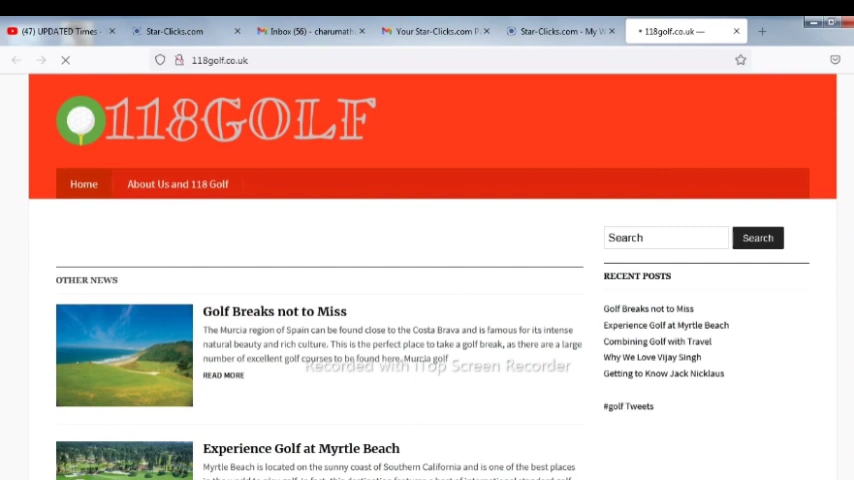 (47) UPDATED Times -
Star-Clicks.com
Inbox (56) - charumath
Your Star-Clicks.com P
Star-Clicks.com - My W
118golf.co.uk —
118golf.co.uk
118GOLF
Home
About Us and 118 Golf
Search
Search
OTHER NEWS
Golf Breaks not to Miss
The Murcia region of Spain can be found close to the Costa Brava and is famous for its intense
natural beauty and rich culture. This is the perfect place to take a golf break, as there are a large
number of excellent golf courses to be found here. Murcia golf
READ MORE
Recorded with iTop Screen Recorder
Experience Golf at Myrtle Beach
Myrtle Beach is located on the sunny coast of Southern California and is one of the best places
RECENT POSTS
Golf Breaks not to Miss
Experience Golf at Myrtle Beach
Combining Golf with Travel
Why We Love Vijay Singh
Getting to Know Jack Nicklaus
#golf Tweets